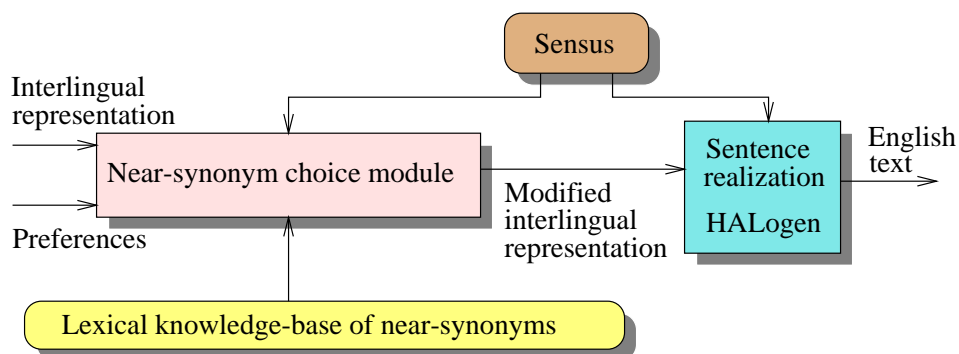 Sensus
Interlingual
representation
Near-synonym choice module
Preferences
Modified
interlingual
representation
Sentence
realization
HALogen
English
text
Lexical knowledge-base of near-synonyms